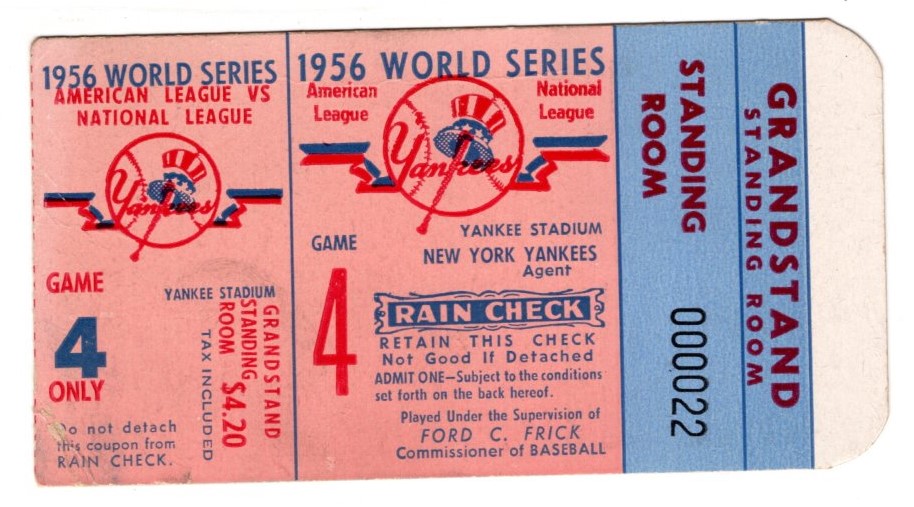 1956 WORLD SERIES
AMERICAN LEAGUE VS
NATIONAL LEAGUE
Yankees
GAME
4
ONLY
YANKEE STADIUM
GRANDSTAND
STANDING
ROOM $4.20
TAX INCLUDED
Do not detach
this coupon from
RAIN CHECK.
1956 WORLD SERIES
American
League
National
League
Yankees
GAME
4
YANKEE STADIUM
NEW YORK YANKEES
Agent
RAIN CHECK
RETAIN THIS CHECK
Not Good If Detached
ADMIT ONE—Subject to the conditions
set forth on the back hereof.
Played Under the Supervision of
FORD C. FRICK
Commissioner of BASEBALL
STANDING
ROOM
000022
GRANDSTAND
STANDING ROOM